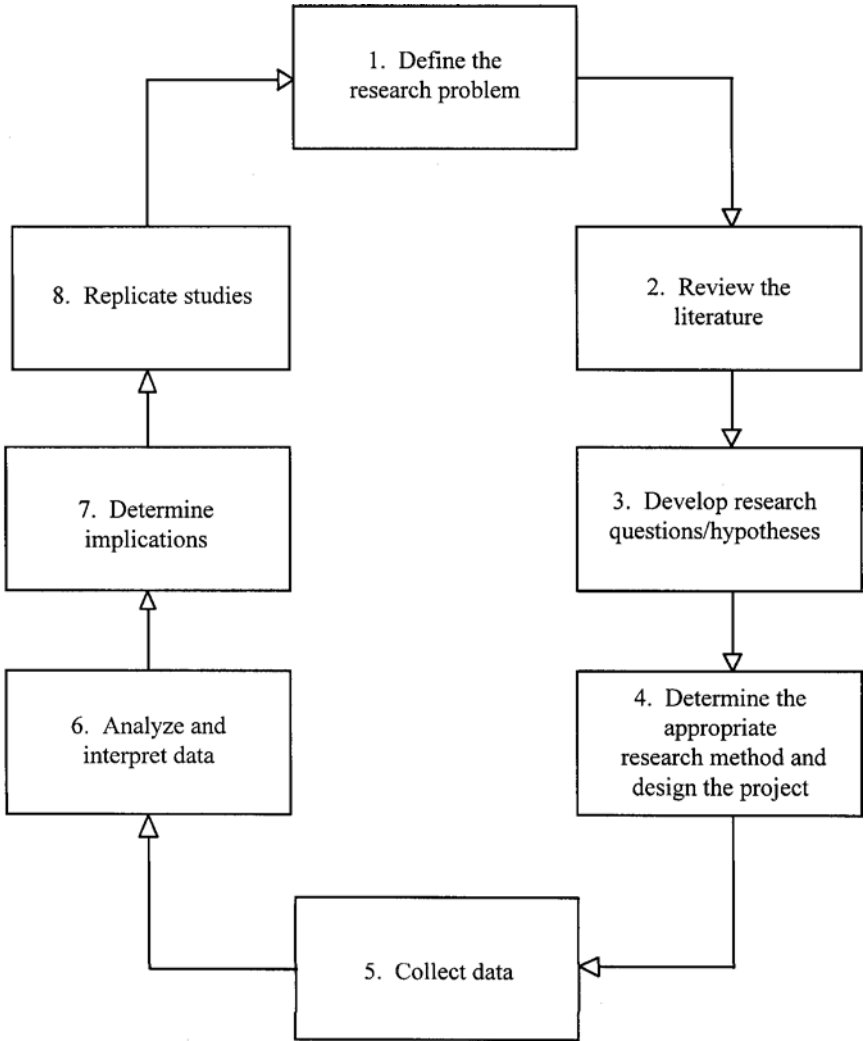 1. Define the
research problem
2. Review the
literature
3. Develop research
questions/hypotheses
4. Determine the
appropriate
research method and
design the project
5. Collect data
6. Analyze and
interpret data
7. Determine
implications
8. Replicate studies